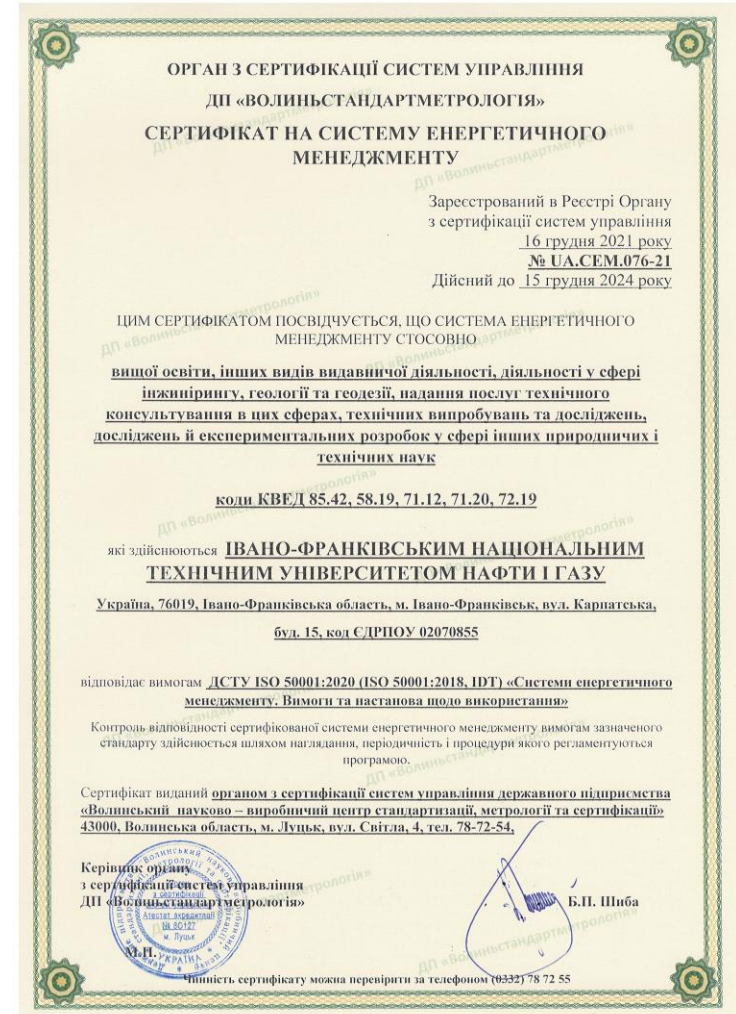 ОРГАН З СЕРТИФІКАЦІЇ СИСТЕМ УПРАВЛІННЯ
ДП «ВОЛИНЬСТАНДАРТМЕТРОЛОГІЯ»
СЕРТИФІКАТ НА СИСТЕМУ ЕНЕРГЕТИЧНОГО
МЕНЕДЖМЕНТУ
Зареєстрований в Реєстрі Органу
з сертифікації систем управління
16 грудня 2021 року
№ UA.CEM.076-21
Дійсний до 15 грудня 2024 року
ЦИМ СЕРТИФІКАТОМ ПОСВІДЧУЄТЬСЯ, ЩО СИСТЕМА ЕНЕРГЕТИЧНОГО
МЕНЕДЖМЕНТУ СТОСОВНО
вищої освіти, інших видів видавничої діяльності, діяльності у сфері
інжинірингу, геології та геодезії, надання послуг технічного
консультування в цих сферах, технічних випробувань та досліджень,
досліджень й експериментальних розробок у сфері інших природничих і
технічних наук
коди КВЕД 85.42, 58.19, 71.12, 71.20, 72.19
які здійснюються ІВАНО-ФРАНКІВСЬКИМ НАЦІОНАЛЬНИМ
ТЕХНІЧНИМ УНІВЕРСИТЕТОМ НАФТИ І ГАЗУ
Україна, 76019, Івано-Франківська область, м. Івано-Франківськ, вул. Карпатська,
буд. 15, код ЄДРПОУ 02070855
відповідає вимогам ДСТУ ISO 50001:2020 (ISO 50001:2018, IDT) «Системи енергетичного
менеджменту. Вимоги та настанова щодо використання»
Контроль відповідності сертифікованої системи енергетичного менеджменту вимогам зазначеного
стандарту здійснюється шляхом наглядання, періодичність і процедури якого регламентуються
програмою.
Сертифікат виданий органом з сертифікації систем управління державного підприємства
«Волинський науково – виробничий центр стандартизації, метрології та сертифікації»
43000, Волинська область, м. Луцьк, вул. Світла, 4, тел. 78-72-54,
Керівник органу
з сертифікації систем управління
ДП «Волиньстандартметрологія»
Б.П. Шиба
з сертифікації
Атестат акредитації
№ 80127
м. Луцьк
УКРАЇНА
М.П.
Чинність сертифікату можна перевірити за телефоном (0332) 78 72 55